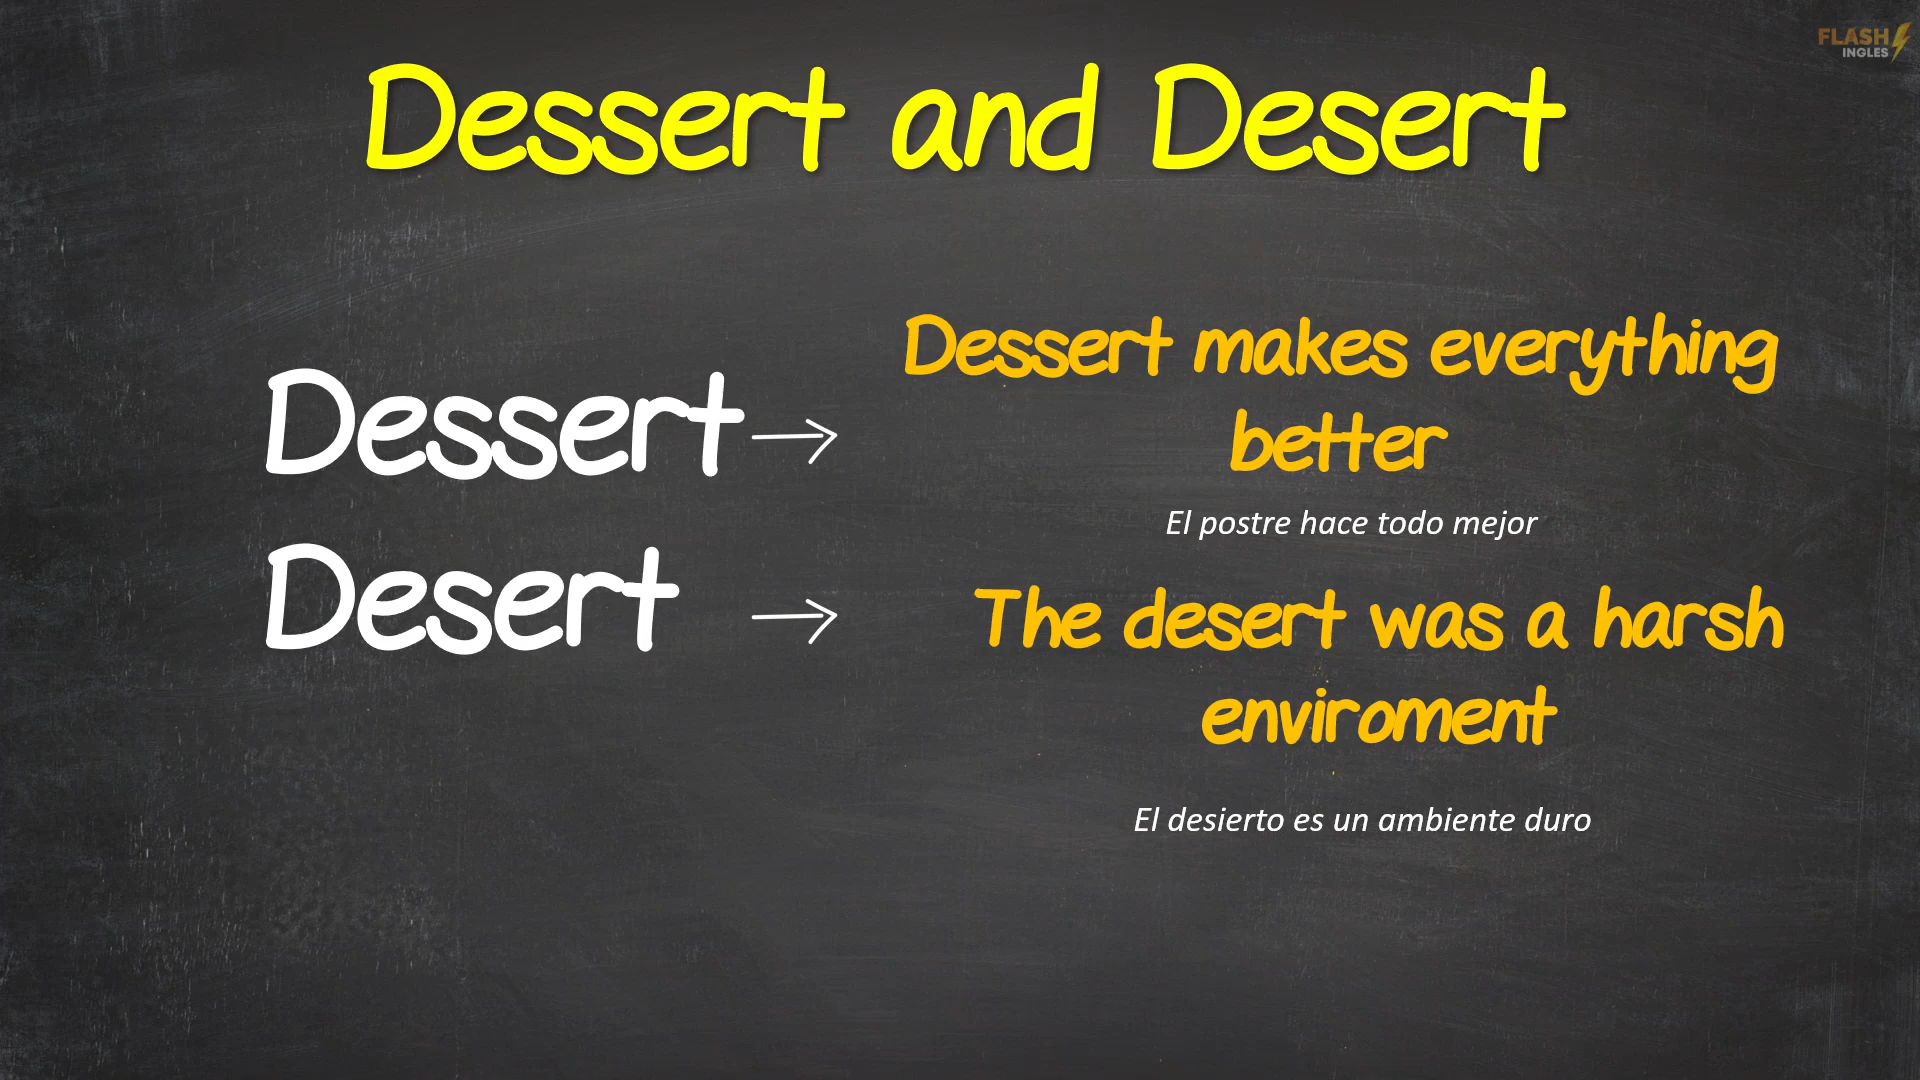 FLASH
INGLES
Dessert and Desert
Dessert
Dessert makes everything
better
El postre hace todo mejor
Desert
The desert was a harsh
enviroment
El desierto es un ambiente duro